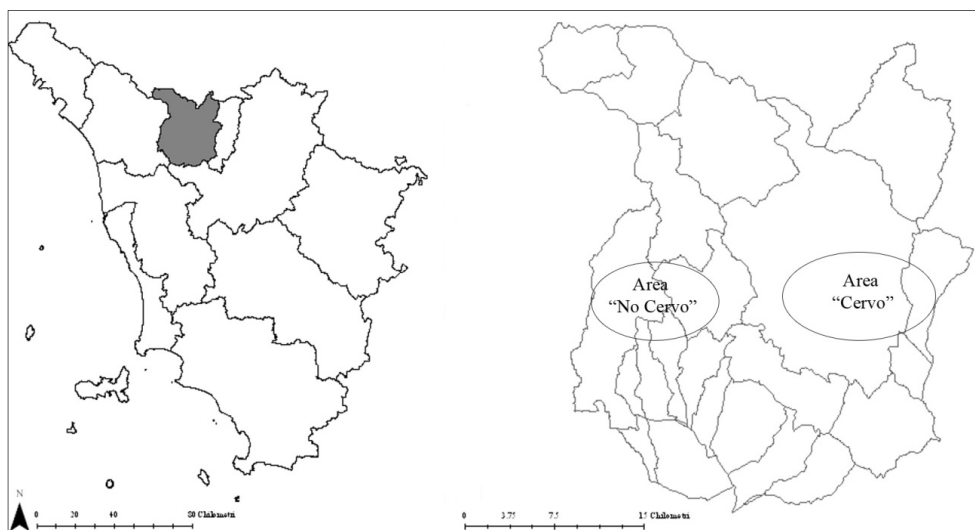 Area
“No Cervo”
Area
“Cervo”
N
0 20 40 80 Chilometri
0 3.75 7.5 15 Chilometri